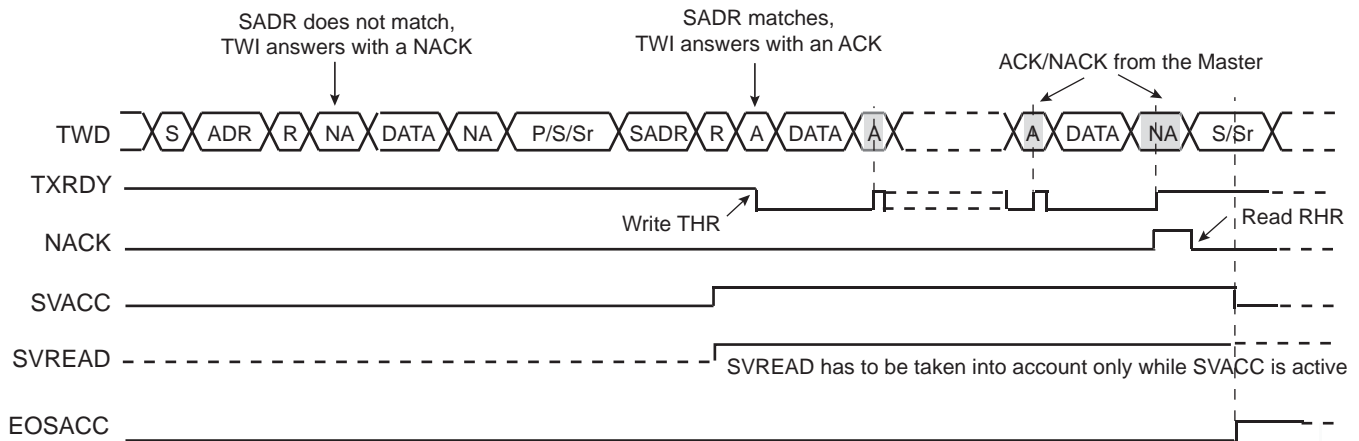 SADR does not match,
TWI answers with a NACK
SADR matches,
TWI answers with an ACK
ACK/NACK from the Master
TWD S ADR R NA DATA NA P/S/Sr SADR R A DATA A A DATA NA S/Sr
TXRDY
Write THR
Read RHR
NACK
SVACC
SVREAD
SVREAD has to be taken into account only while SVACC is active
EOSACC